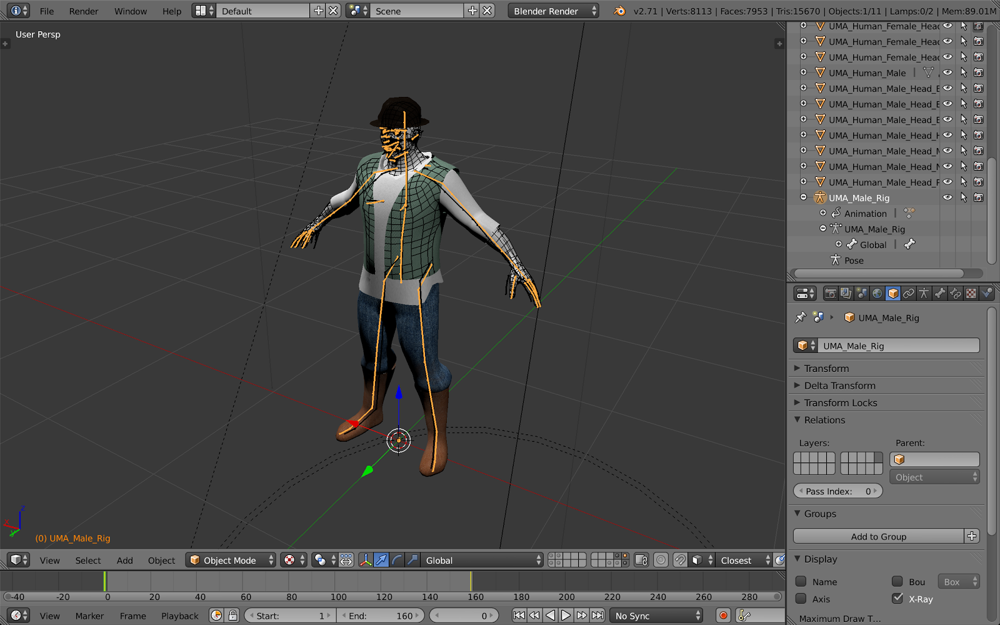 File Render Window Help Default Scene Blender Render v2.71 | Verts:8113 | Faces:7953 | Tris:15670 | Objects:1/11 | Lamps:0/2 | Mem:89.01M
User Persp
UMA_Human_Female_Head
UMA_Human_Female_Head
UMA_Human_Female_Head
UMA_Human_Male
UMA_Human_Male_Head_E
UMA_Human_Male_Head_E
UMA_Human_Male_Head_E
UMA_Human_Male_Head_H
UMA_Human_Male_Head_M
UMA_Human_Male_Head_N
UMA_Human_Male_Head_F
UMA_Male_Rig
Animation
UMA_Male_Rig
Global
Pose
UMA_Male_Rig
UMA_Male_Rig
Transform
Delta Transform
Transform Locks
Relations
Layers: Parent:
Object
Pass Index: 0
Groups
Add to Group
Display
Name Bou Box
Axis X-Ray
Maximum Draw T...
z
x
y
(0) UMA_Male_Rig
View Select Add Object Object Mode Global Closest
-40 -20 0 20 40 60 80 100 120 140 160 180 200 220 240 260 280
View Marker Frame Playback Start: 1 End: 160 0 No Sync